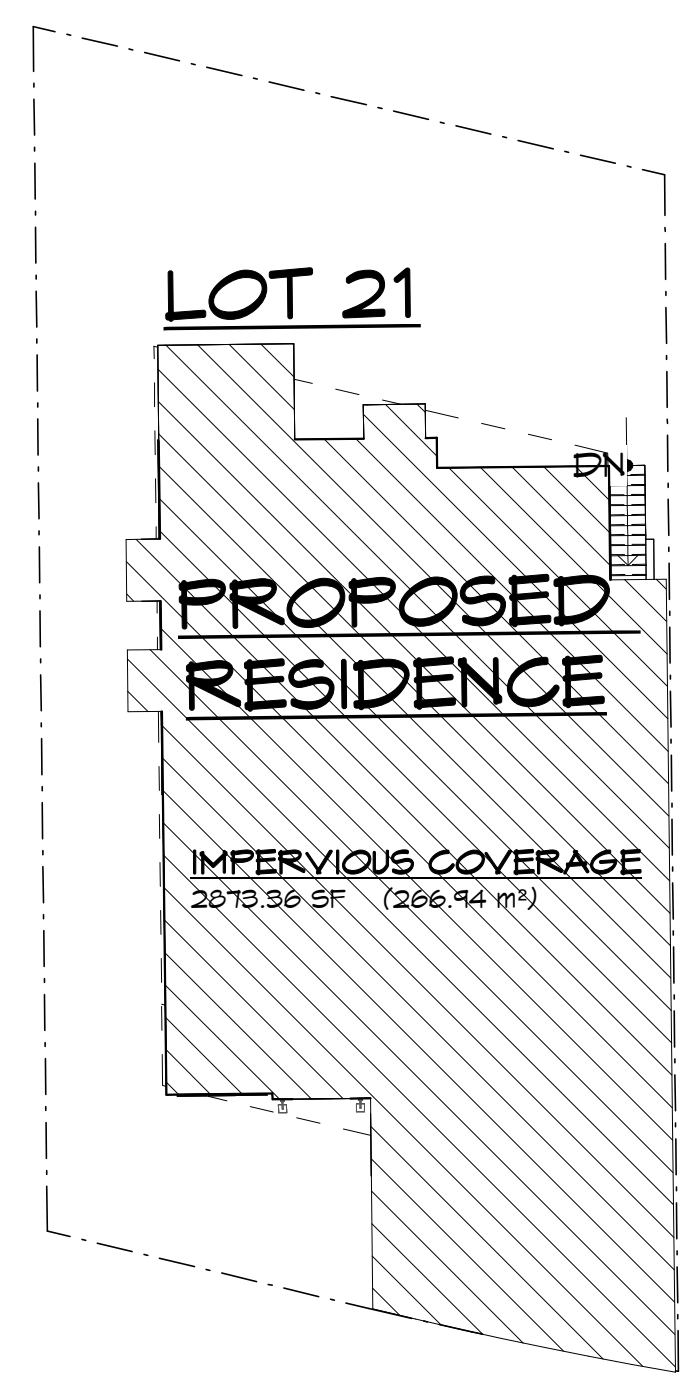 LOT 21
DN
PROPOSED
RESIDENCE
IMPERVIOUS COVERAGE
2873.36 SF (266.94 m²)